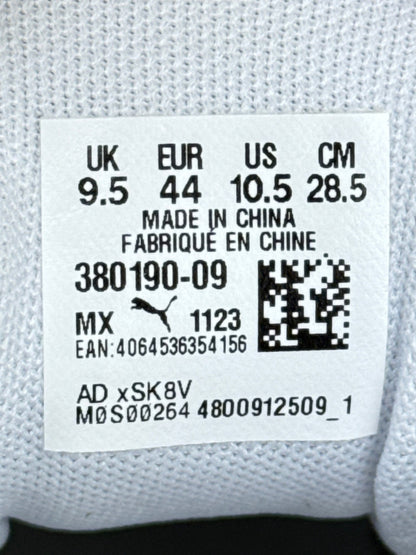 UK EUR US CM
9.5 44 10.5 28.5
MADE IN CHINA
FABRIQUÉ EN CHINE
380190-09
MX 1123
EAN:4064536354156
AD xSK8V
MØSØØ264 4800912509_1